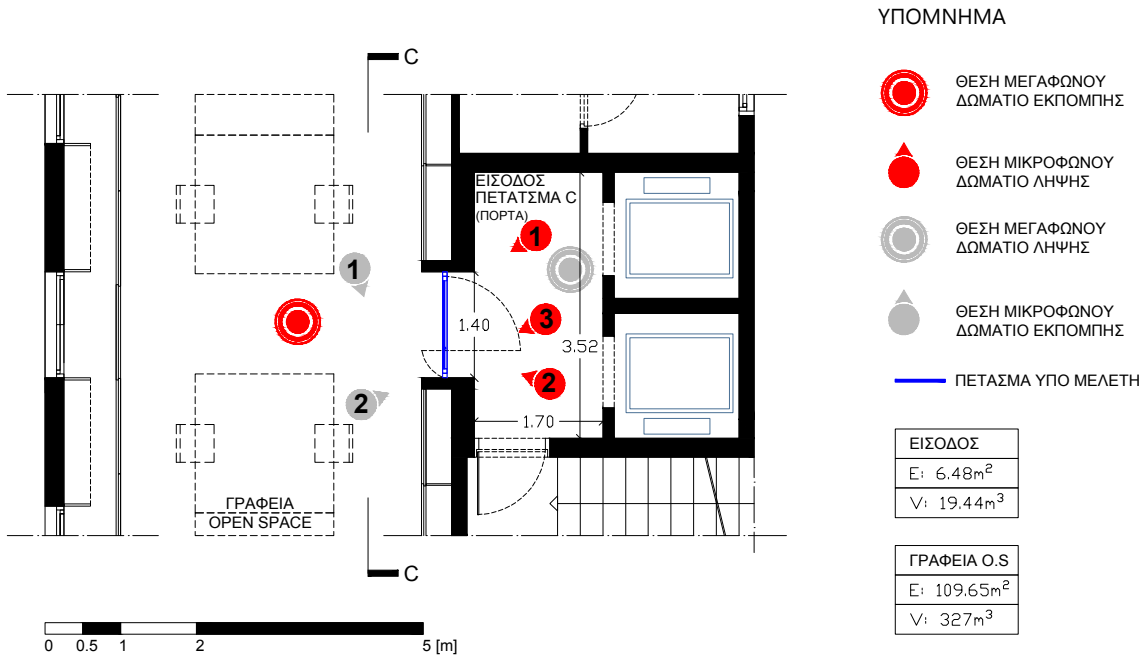 ΥΠΟΜΝΗΜΑ
ΘΕΣΗ ΜΕΓΑΦΩΝΟΥ
ΔΩΜΑΤΙΟ ΕΚΠΟΜΠΗΣ
ΘΕΣΗ ΜΙΚΡΟΦΩΝΟΥ
ΔΩΜΑΤΙΟ ΛΗΨΗΣ
ΘΕΣΗ ΜΕΓΑΦΩΝΟΥ
ΔΩΜΑΤΙΟ ΛΗΨΗΣ
ΘΕΣΗ ΜΙΚΡΟΦΩΝΟΥ
ΔΩΜΑΤΙΟ ΕΚΠΟΜΠΗΣ
ΠΕΤΑΣΜΑ ΥΠΟ ΜΕΛΕΤΗ
ΕΙΣΟΔΟΣ
E: 6.48m²
V: 19.44m³
ΓΡΑΦΕΙΑ O.S
E: 109.65m²
V: 327m³
C
ΕΙΣΟΔΟΣ
ΠΕΤΑΤΣΜΑ C
(ΠΟΡΤΑ)
1
1
3
1.40
3.52
2
2
1.70
ΓΡΑΦΕΙΑ
OPEN SPACE
C
0 0.5 1 2 5 [m]